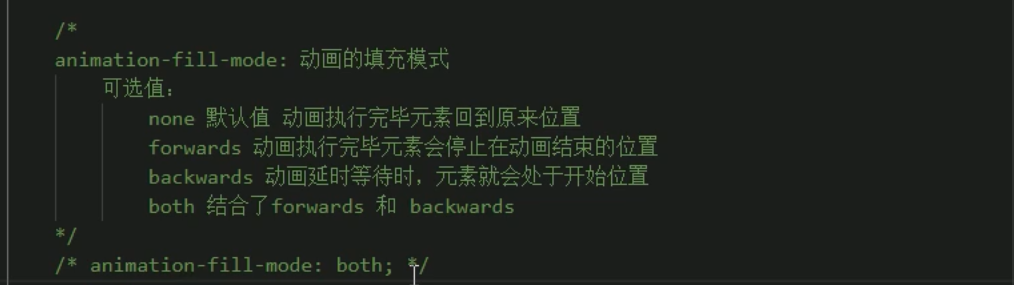 /*
animation-fill-mode: 动画的填充模式
可选值:
none 默认值 动画执行完毕元素回到原来位置
forwards 动画执行完毕元素会停止在动画结束的位置
backwards 动画延时等待时，元素就会处于开始位置
both 结合了forwards 和 backwards
*/
/* animation-fill-mode: both; */